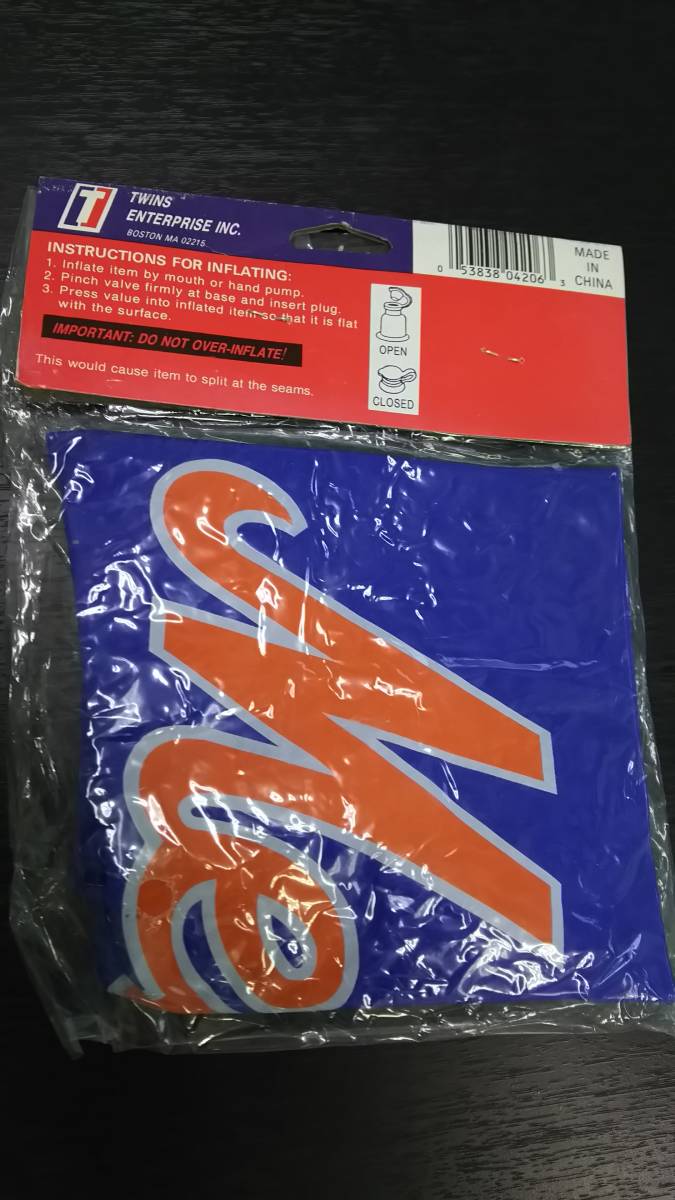 T
TWINS
ENTERPRISE INC.
BOSTON MA 02215
INSTRUCTIONS FOR INFLATING:
1. Inflate item by mouth or hand pump.
2. Pinch valve firmly at base and insert plug.
3. Press value into inflated item so that it is flat
with the surface.
IMPORTANT: DO NOT OVER-INFLATE!
This would cause item to split at the seams.
OPEN
CLOSED
0 53838 04206 3
MADE
IN
CHINA
Me